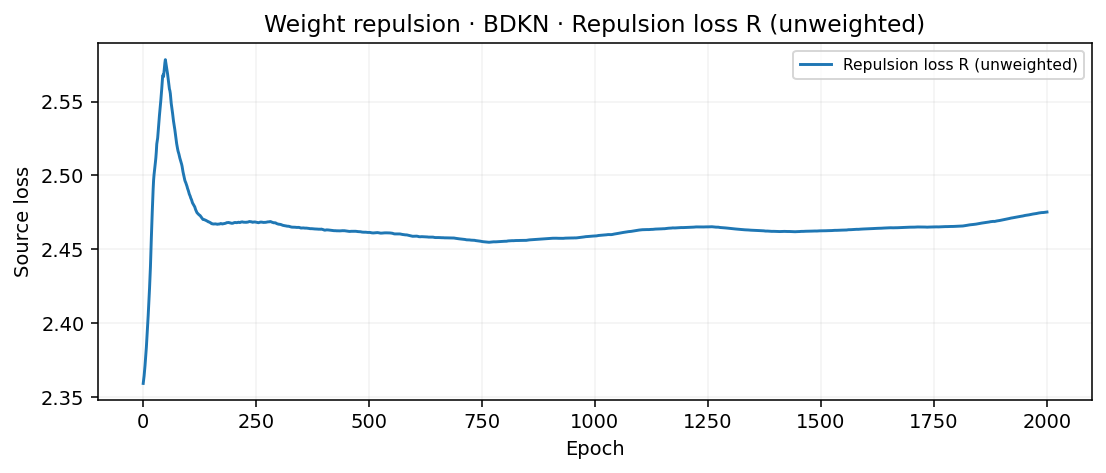 Weight repulsion · BDKN · Repulsion loss R (unweighted)
Repulsion loss R (unweighted)
Source loss
2.55
2.50
2.45
2.40
2.35
0 250 500 750 1000 1250 1500 1750 2000
Epoch